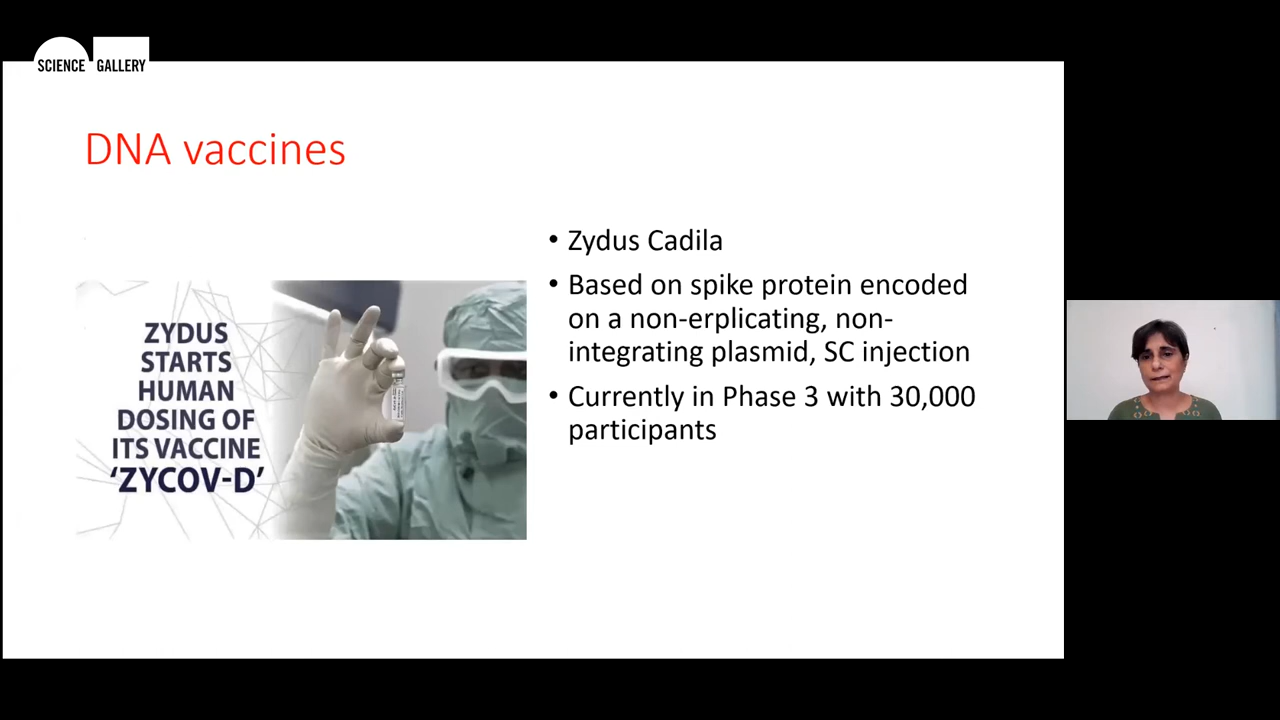 SCIENCE GALLERY
DNA vaccines
ZYDUS
STARTS
HUMAN
DOSING OF
ITS VACCINE
‘ZYCOV-D’
• Zydus Cadila
• Based on spike protein encoded
on a non-erplicating, non-
integrating plasmid, SC injection
• Currently in Phase 3 with 30,000
participants